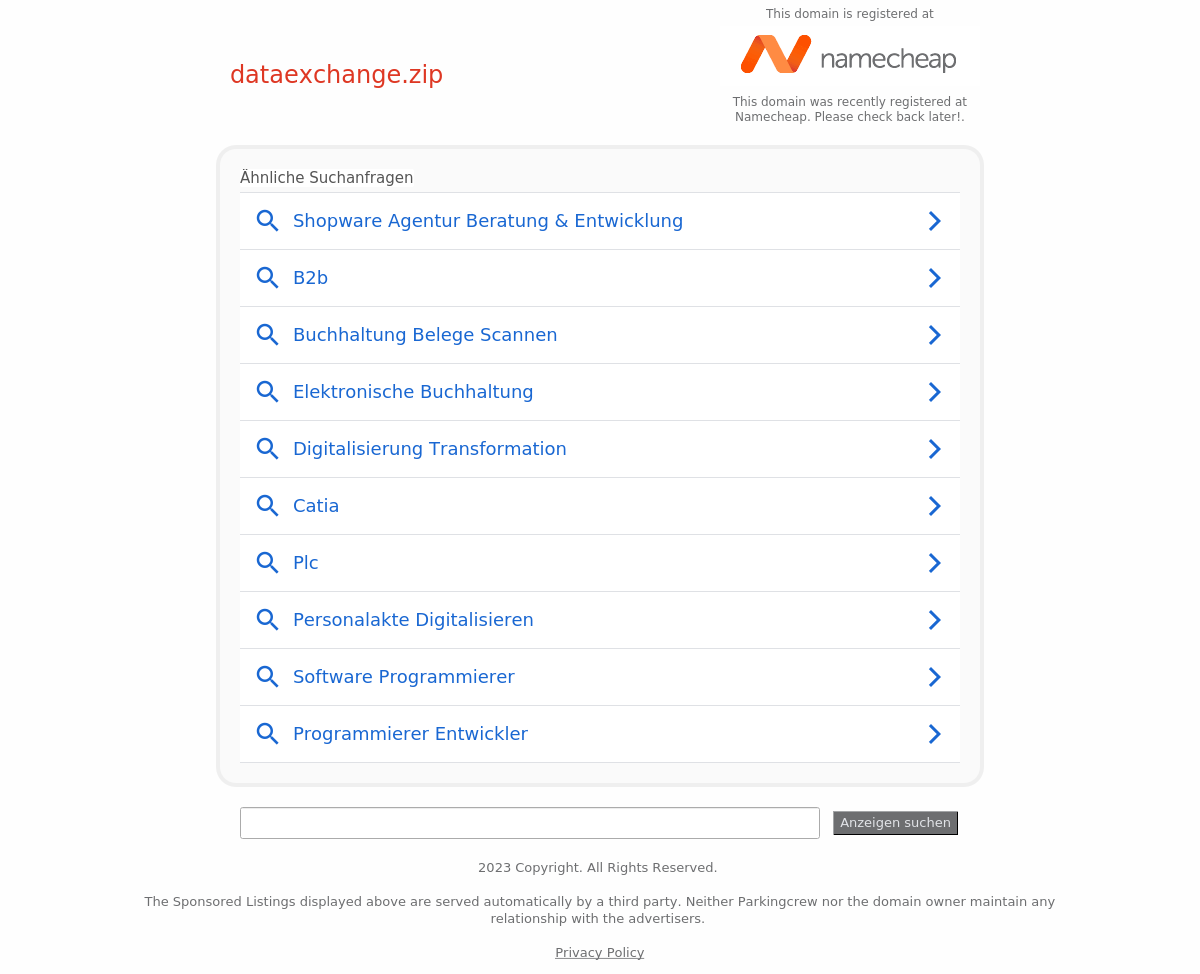 This domain is registered at
namecheap
dataexchange.zip
This domain was recently registered at
Namecheap. Please check back later!.
Ähnliche Suchanfragen
Shopware Agentur Beratung & Entwicklung
B2b
Buchhaltung Belege Scannen
Elektronische Buchhaltung
Digitalisierung Transformation
Catia
Plc
Personalakte Digitalisieren
Software Programmierer
Programmierer Entwickler
Anzeigen suchen
2023 Copyright. All Rights Reserved.
The Sponsored Listings displayed above are served automatically by a third party. Neither Parkingcrew nor the domain owner maintain any
relationship with the advertisers.
Privacy Policy